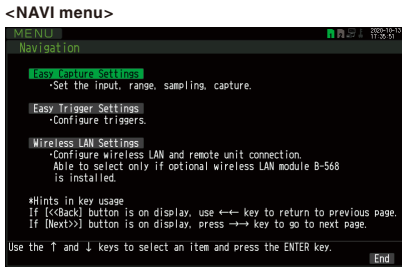 <NAVI menu>
MENU
2020-10-13
17:35:51
Navigation
Easy Capture Settings
・Set the input, range, sampling, capture.
Easy Trigger Settings
・Configure triggers.
Wireless LAN Settings
・Configure wireless LAN and remote unit connection.
Able to select only if optional wireless LAN module B-568
is installed.
*Hints in key usage
If [<<Back] button is on display, use ←← key to return to previous page.
If [Next>>] button is on display, press →→ key to go to next page.
Use the ↑ and ↓ keys to select an item and press the ENTER key.
End